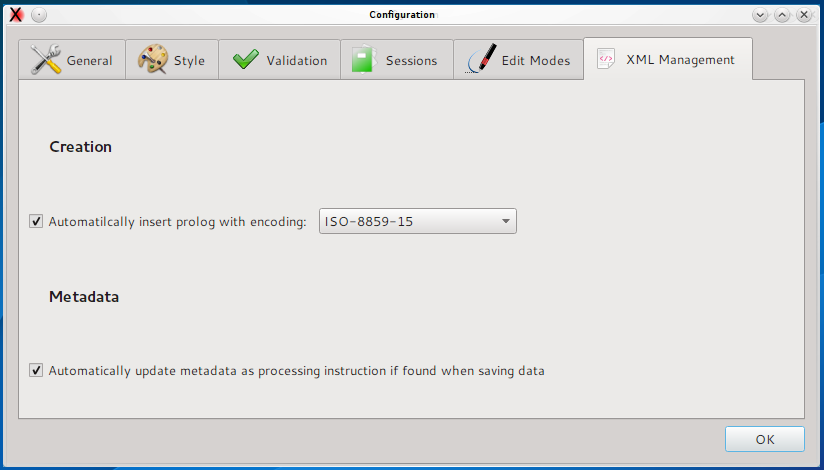 Configuration
General
Style
Validation
Sessions
Edit Modes
XML Management
Creation
Automatilcally insert prolog with encoding:
ISO-8859-15
Metadata
Automatically update metadata as processing instruction if found when saving data
OK